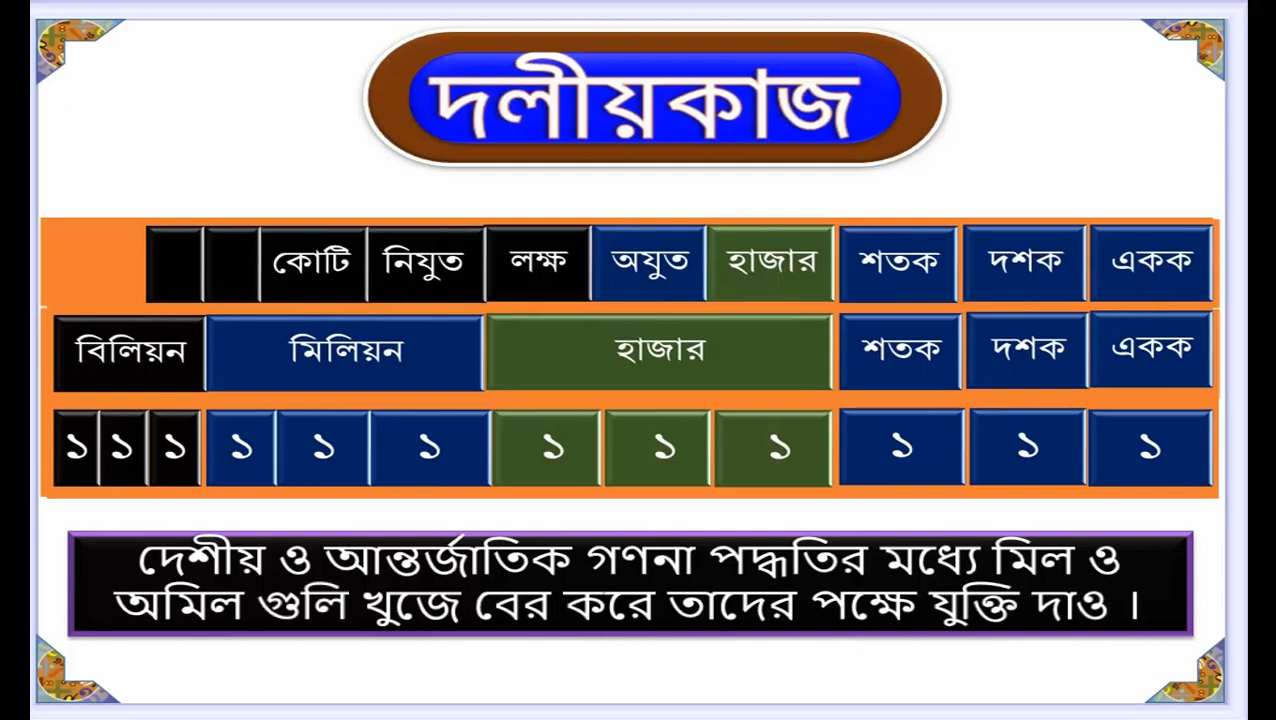 দলীয়কাজ
কোটি নিযুত লক্ষ অযুত হাজার শতক দশক একক
বিলিয়ন মিলিয়ন হাজার শতক দশক একক
১ ১ ১ ১ ১ ১ ১ ১ ১ ১ ১ ১
দেশীয় ও আন্তর্জাতিক গণনা পদ্ধতির মধ্যে মিল ও
অমিল গুলি খুজে বের করে তাদের পক্ষে যুক্তি দাও ।